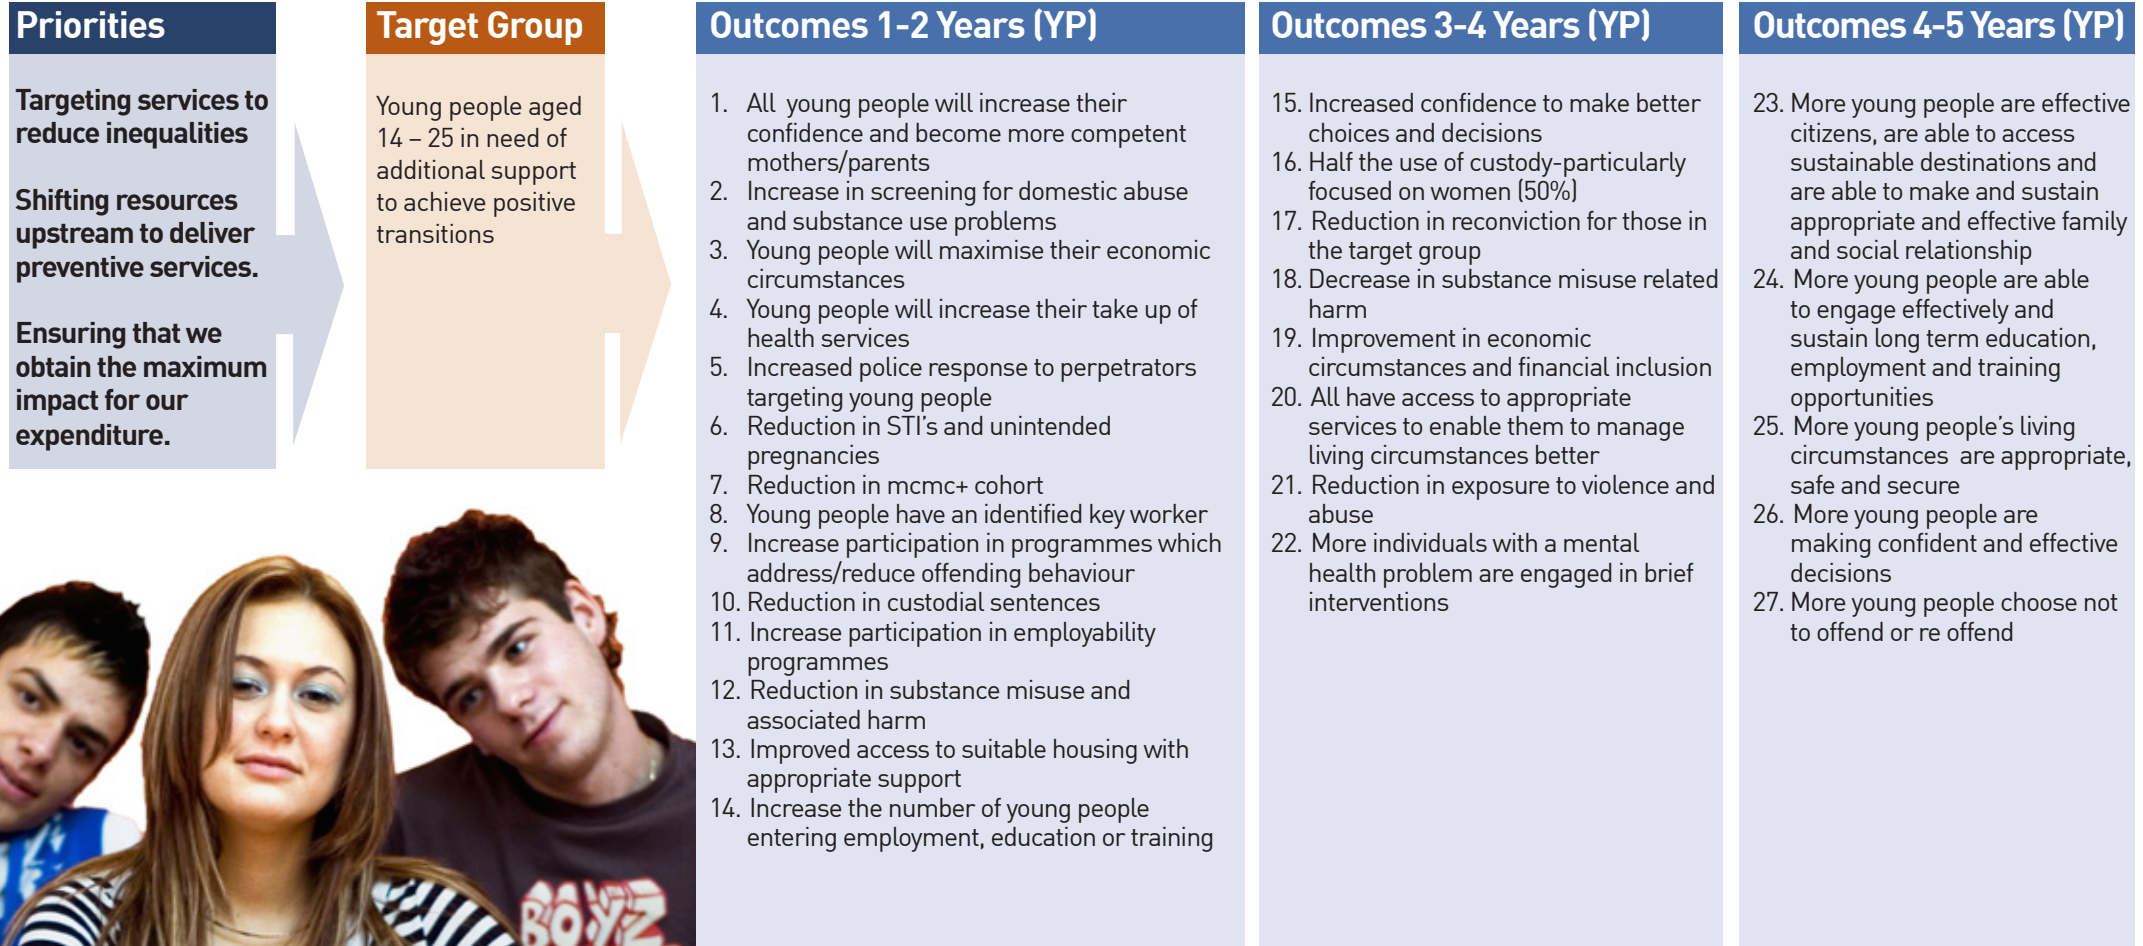 Priorities
Targeting services to
reduce inequalities
Shifting resources
upstream to deliver
preventive services.
Ensuring that we
obtain the maximum
impact for our
expenditure.
Target Group
Young people aged
14 – 25 in need of
additional support
to achieve positive
transitions
Outcomes 1-2 Years (YP)
1. All young people will increase their
confidence and become more competent
mothers/parents
2. Increase in screening for domestic abuse
and substance use problems
3. Young people will maximise their economic
circumstances
4. Young people will increase their take up of
health services
5. Increased police response to perpetrators
targeting young people
6. Reduction in STI's and unintended
pregnancies
7. Reduction in mcmc+ cohort
8. Young people have an identified key worker
9. Increase participation in programmes which
address/reduce offending behaviour
10. Reduction in custodial sentences
11. Increase participation in employability
programmes
12. Reduction in substance misuse and
associated harm
13. Improved access to suitable housing with
appropriate support
14. Increase the number of young people
entering employment, education or training
Outcomes 3-4 Years (YP)
15. Increased confidence to make better
choices and decisions
16. Half the use of custody-particularly
focused on women (50%)
17. Reduction in reconviction for those in
the target group
18. Decrease in substance misuse related
harm
19. Improvement in economic
circumstances and financial inclusion
20. All have access to appropriate
services to enable them to manage
living circumstances better
21. Reduction in exposure to violence and
abuse
22. More individuals with a mental
health problem are engaged in brief
interventions
Outcomes 4-5 Years (YP)
23. More young people are effective
citizens, are able to access
sustainable destinations and
are able to make and sustain
appropriate and effective family
and social relationship
24. More young people are able
to engage effectively and
sustain long term education,
employment and training
opportunities
25. More young people's living
circumstances are appropriate,
safe and secure
26. More young people are
making confident and effective
decisions
27. More young people choose not
to offend or re offend
BOYZ